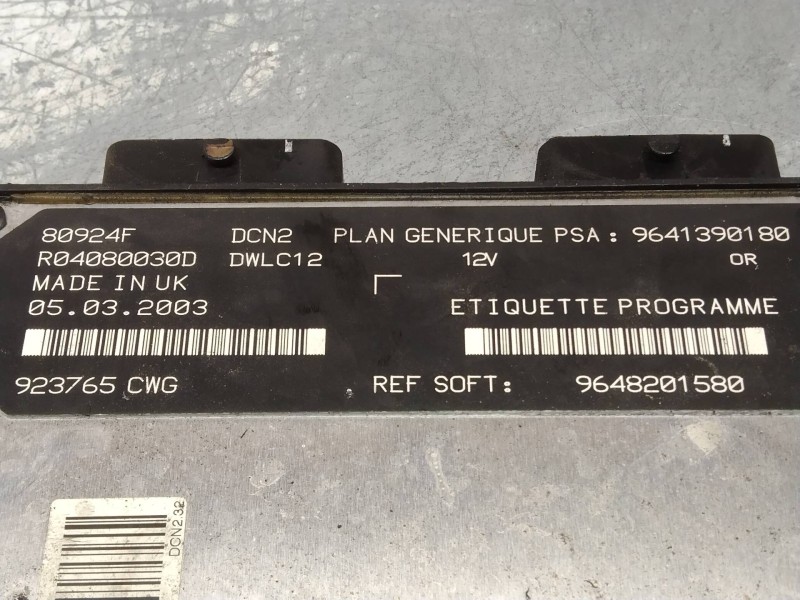 80924F DCN2 PLAN GENERIQUE PSA : 9641390180
R04080030D DWLC12 12V OR
MADE IN UK
05.03.2003 ETIQUETTE PROGRAMME
923765 CWG REF SOFT: 9648201580
DCN2.32